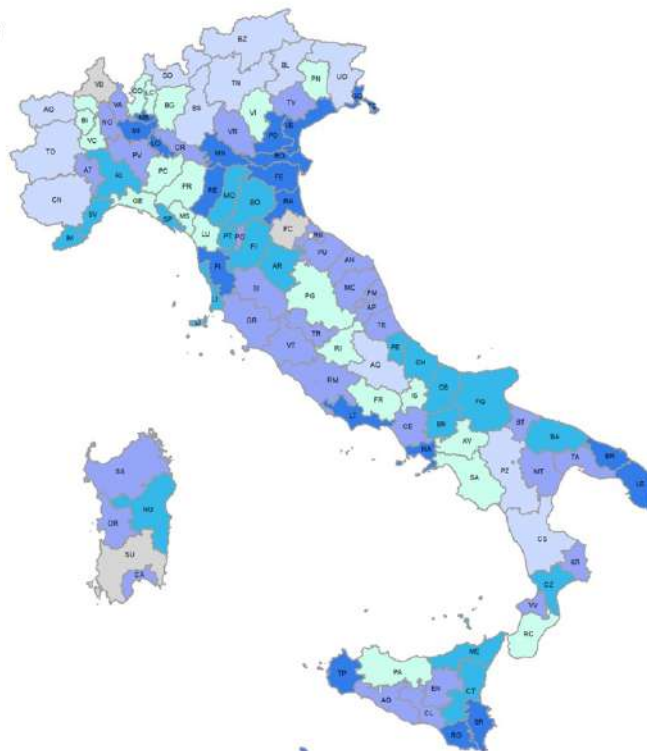 BZ
SO
BL
TN
UD
PN
VB
CO
LC
BG
BS
VI
TV
AO
BI
NO
VA
MB
MI
VR
PD
VE
TO
VC
PV
LO
CR
MN
RO
AT
AL
PC
PR
RE
MO
FE
BO
RA
CN
SV
GE
MS
IM
SP
LU
PT
PO
FC
RN
FI
PI
AR
PU
AN
LI
SI
PG
MC
FM
AP
GR
TR
TE
VT
RI
AQ
PE
CH
RM
FR
IS
CB
FG
LT
CE
BN
BT
BA
NA
AV
SA
PZ
MT
TA
BR
LE
SS
NU
OR
SU
CA
CS
KR
CZ
VV
RC
ME
TP
PA
EN
CT
AG
CL
RG
SR